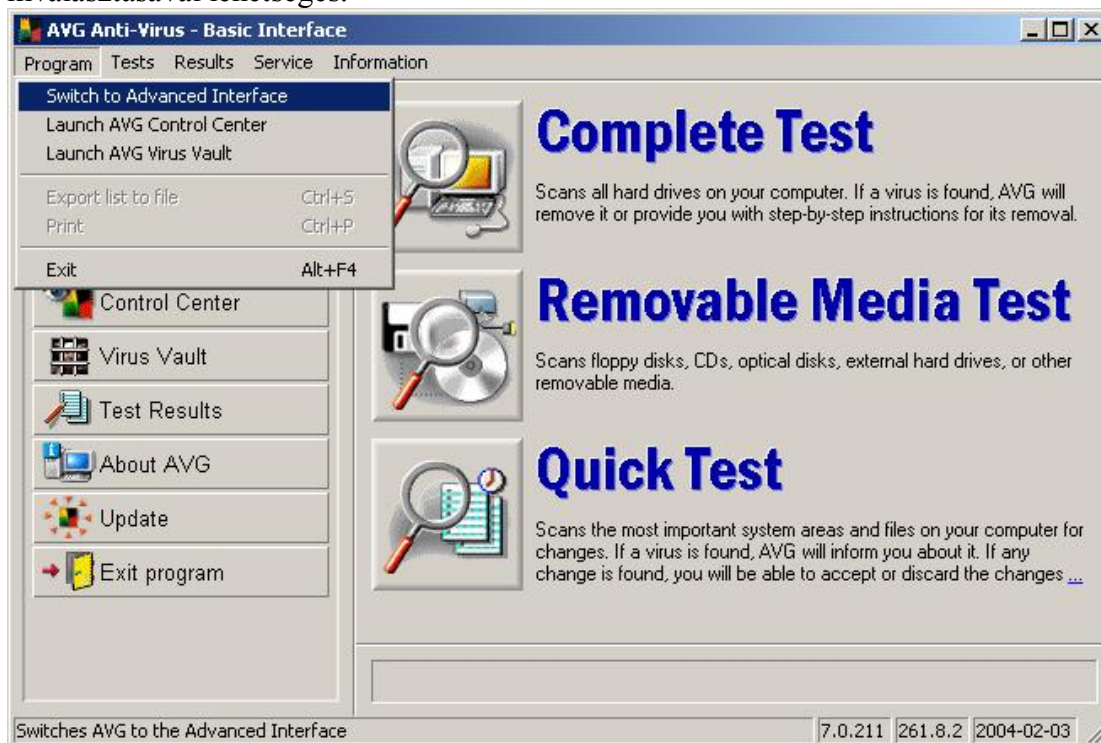 kiválasztásával lehetséges.
AVG Anti-Virus - Basic Interface
Program Tests Results Service Information
Switch to Advanced Interface
Launch AVG Control Center
Launch AVG Virus Vault
Export list to file Ctrl+S
Print Ctrl+P
Exit Alt+F4
Control Center
Virus Vault
Test Results
About AVG
Update
Exit program
Complete Test
Scans all hard drives on your computer. If a virus is found, AVG will
remove it or provide you with step-by-step instructions for its removal.
Removable Media Test
Scans floppy disks, CDs, optical disks, external hard drives, or other
removable media.
Quick Test
Scans the most important system areas and files on your computer for
changes. If a virus is found, AVG will inform you about it. If any
change is found, you will be able to accept or discard the changes ...
Switches AVG to the Advanced Interface 7.0.211 261.8.2 2004-02-03